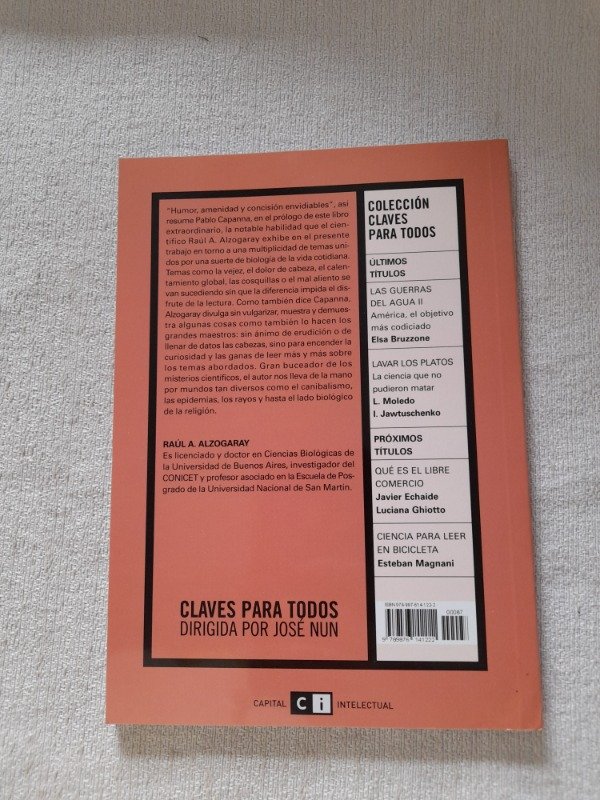 "Humor, amenidad y concisión envidiables", así
resume Pablo Capanna, en el prólogo de este libro
extraordinario, la notable habilidad que el cien-
tífico Raúl A. Alzogaray exhibe en el presente
trabajo en torno a una multiplicidad de temas uni-
dos por una suerte de biología de la vida cotidiana.
Temas como la vejez, el dolor de cabeza, el calen-
tamiento global, las cosquillas o el mal aliento se
van sucediendo sin que la diferencia impida el dis-
frute de la lectura. Como también dice Capanna,
Alzogaray divulga sin vulgarizar, muestra y demues-
tra algunas cosas como también lo hacen los
grandes maestros: sin ánimo de erudición o de
llenar de datos las cabezas, sino para encender la
curiosidad y las ganas de leer más y más sobre
los temas abordados. Gran buceador de los
misterios científicos, el autor nos lleva de la mano
por mundos tan diversos como el canibalismo,
las epidemias, los rayos y hasta el lado biológico
de la religión.
RAÚL A. ALZOGARAY
Es licenciado y doctor en Ciencias Biológicas de
la Universidad de Buenos Aires, investigador del
CONICET y profesor asociado en la Escuela de Pos-
grado de la Universidad Nacional de San Martín.
CLAVES PARA TODOS
DIRIGIDA POR JOSÉ NUN
COLECCIÓN
CLAVES
PARA TODOS
ÚLTIMOS
TÍTULOS
LAS GUERRAS
DEL AGUA II
América, el objetivo
más codiciado
Elsa Bruzzone
LAVAR LOS PLATOS
La ciencia que no
pudieron matar
L. Moledo
I. Jawtuschenko
PRÓXIMOS
TÍTULOS
QUÉ ES EL LIBRE
COMERCIO
Javier Echaide
Luciana Ghiotto
CIENCIA PARA LEER
EN BICICLETA
Esteban Magnani
ISBN 978-987-614-122-2
00087
9 789876 141222
CAPITAL Ci INTELECTUAL